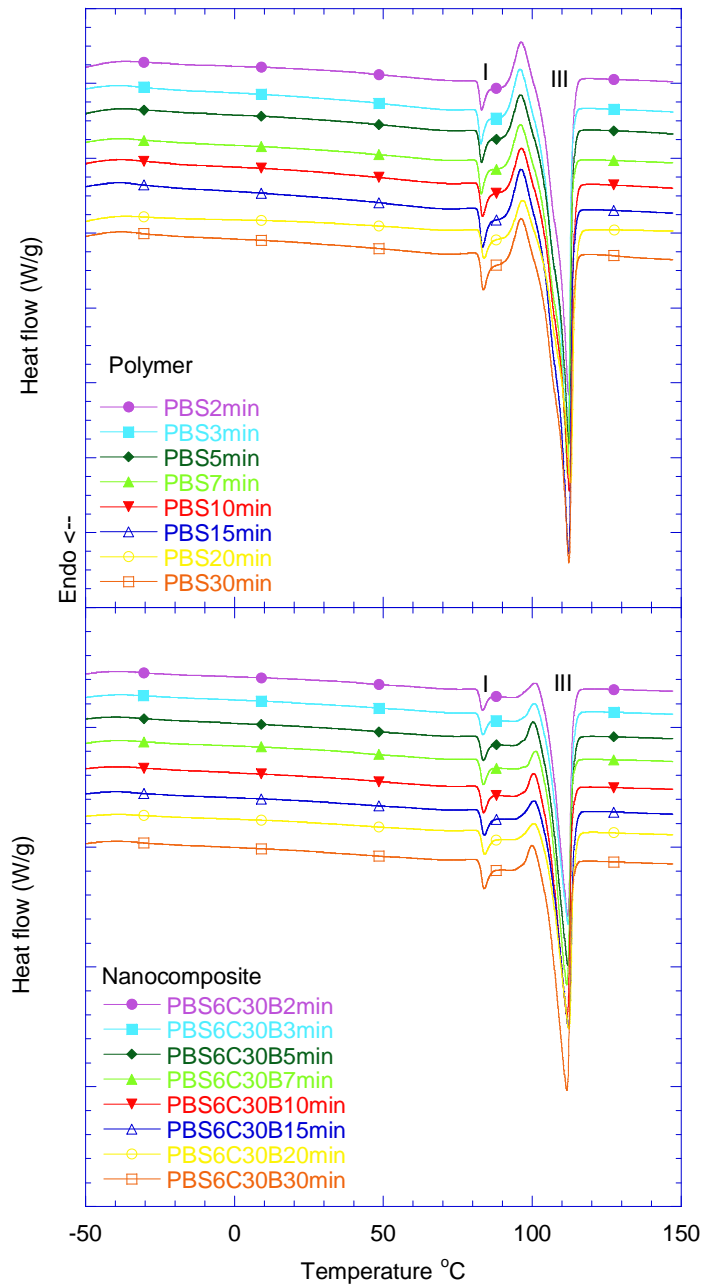 I
III
Heat flow (W/g)
Endo <--
Polymer
PBS2min
PBS3min
PBS5min
PBS7min
PBS10min
PBS15min
PBS20min
PBS30min
I
III
Heat flow (W/g)
Nanocomposite
PBS6C30B2min
PBS6C30B3min
PBS6C30B5min
PBS6C30B7min
PBS6C30B10min
PBS6C30B15min
PBS6C30B20min
PBS6C30B30min
-50 0 50 100 150
Temperature °C